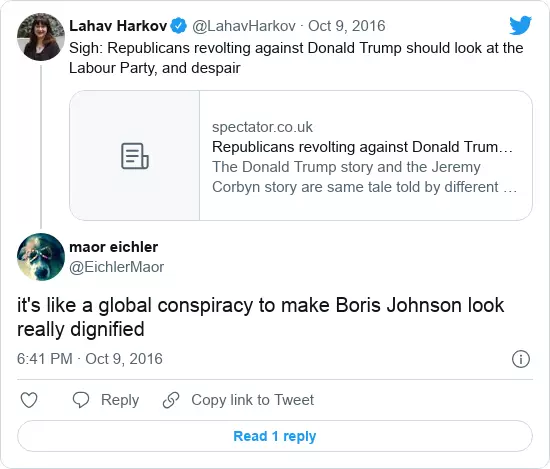 Lahav Harkov @LahavHarkov · Oct 9, 2016
Sigh: Republicans revolting against Donald Trump should look at the
Labour Party, and despair
spectator.co.uk
Republicans revolting against Donald Trum…
The Donald Trump story and the Jeremy
Corbyn story are same tale told by different …
maor eichler
@EichlerMaor
it's like a global conspiracy to make Boris Johnson look
really dignified
6:41 PM · Oct 9, 2016
Reply
Copy link to Tweet
Read 1 reply